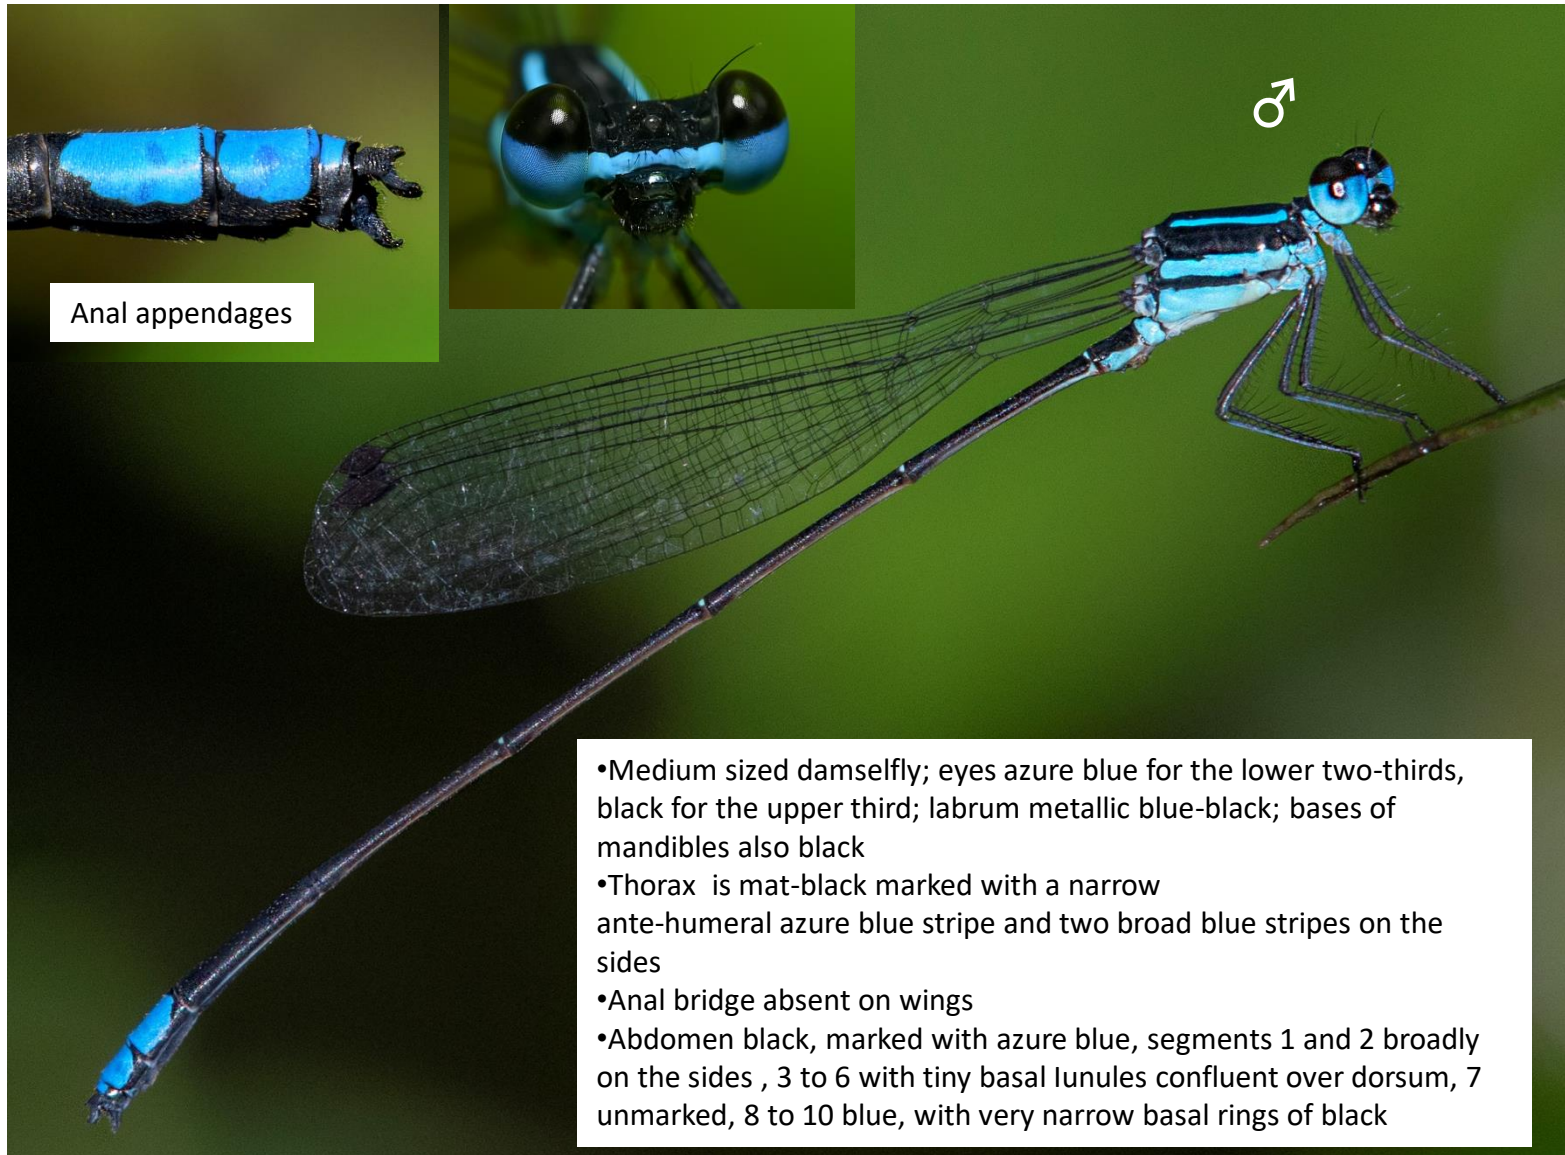 ♂
Anal appendages
•Medium sized damselfly; eyes azure blue for the lower two-thirds,
black for the upper third; labrum metallic blue-black; bases of
mandibles also black
•Thorax  is mat-black marked with a narrow
ante-humeral azure blue stripe and two broad blue stripes on the
sides
•Anal bridge absent on wings
•Abdomen black, marked with azure blue, segments 1 and 2 broadly
on the sides , 3 to 6 with tiny basal Iunules confluent over dorsum, 7
unmarked, 8 to 10 blue, with very narrow basal rings of black